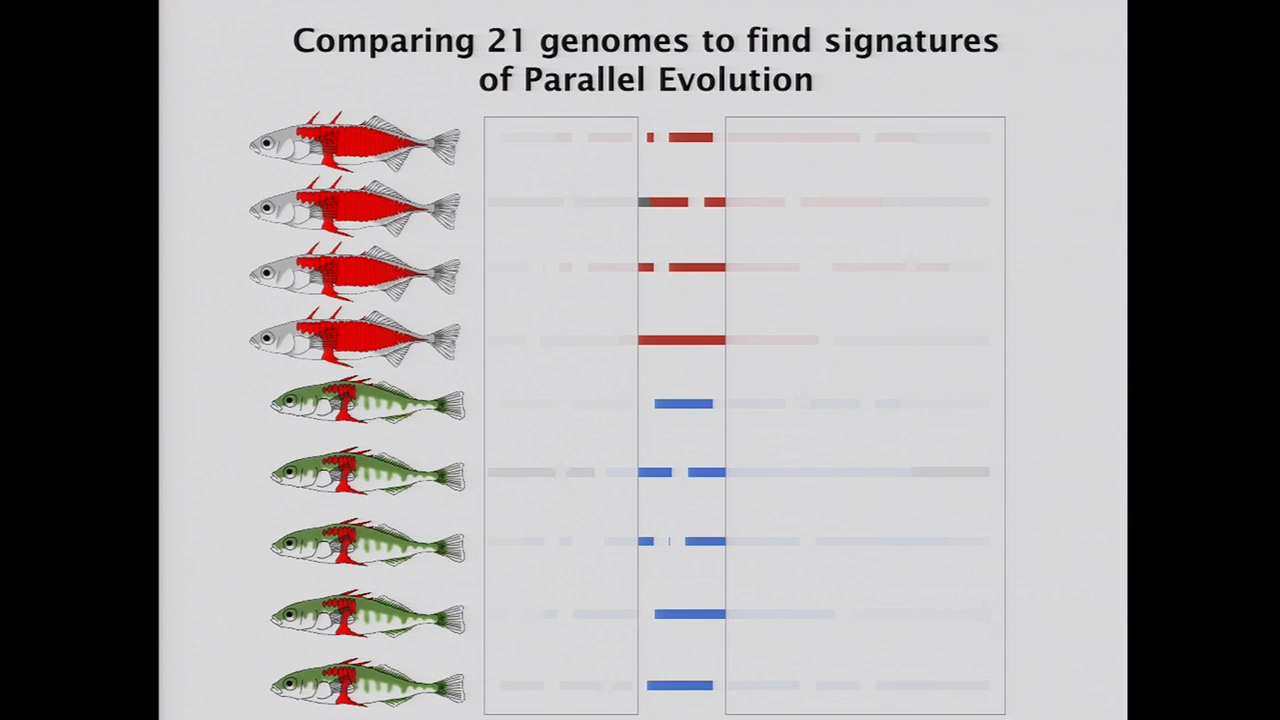 Comparing 21 genomes to find signatures
of Parallel Evolution